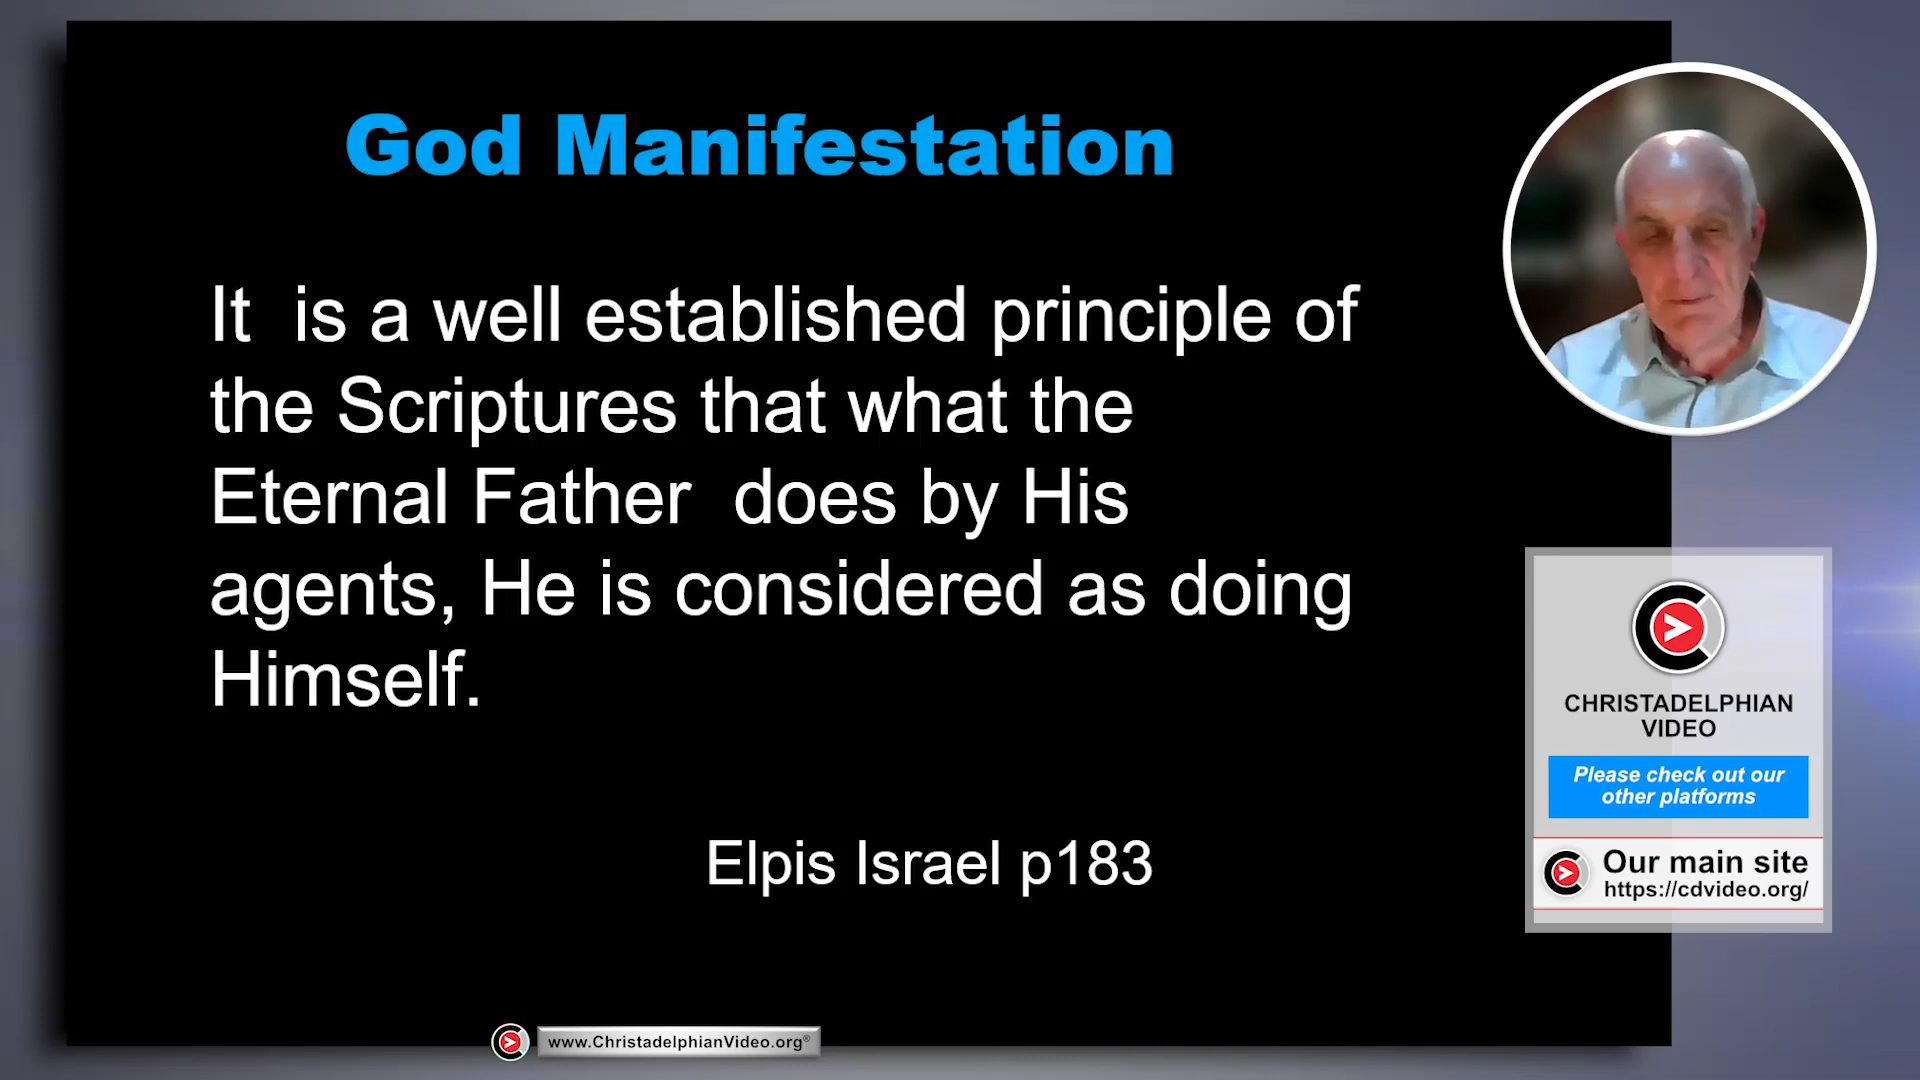 God Manifestation
It is a well established principle of
the Scriptures that what the
Eternal Father does by His
agents, He is considered as doing
Himself.
Elpis Israel p183
CHRISTADELPHIAN
VIDEO
Please check out our
other platforms
Our main site
https://cdvideo.org/
www.ChristadelphianVideo.org®